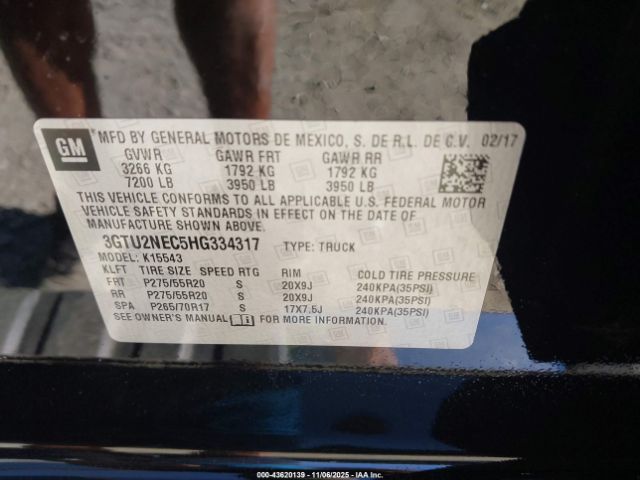 GM
MFD BY GENERAL MOTORS DE MEXICO, S. DE R.L. DE C.V. 02/17
GVWR GAWR FRT GAWR RR
3266 KG 1792 KG 1792 KG
7200 LB 3950 LB 3950 LB
THIS VEHICLE CONFORMS TO ALL APPLICABLE U.S. FEDERAL MOTOR
VEHICLE SAFETY STANDARDS IN EFFECT ON THE DATE OF
MANUFACTURE SHOWN ABOVE.
3GTU2NEC5HG334317 TYPE: TRUCK
MODEL: K15543
KLFT TIRE SIZE SPEED RTG RIM COLD TIRE PRESSURE
FRT P275/55R20 S 20X9J 240KPA(35PSI)
RR P275/55R20 S 20X9J 240KPA(35PSI)
SPA P265/70R17 S 17X7.5J 240KPA(35PSI)
SEE OWNER'S MANUAL FOR MORE INFORMATION.
000-43620139 - 11/06/2025 - IAA Inc.